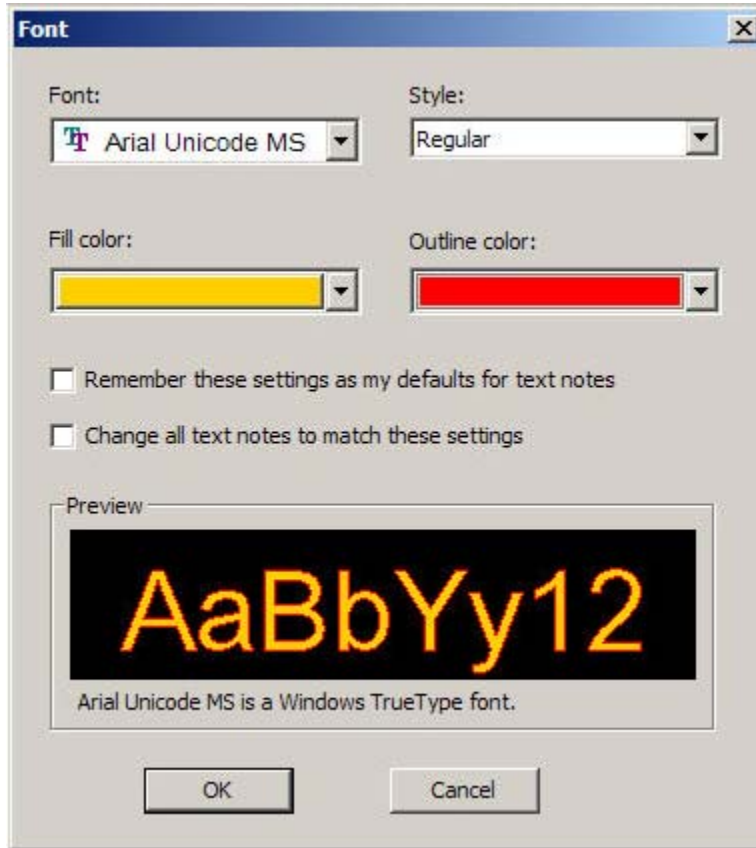 Font
Font:
Style:
Arial Unicode MS
Regular
Fill color:
Outline color:
Remember these settings as my defaults for text notes
Change all text notes to match these settings
Preview
AaBbYy12
Arial Unicode MS is a Windows TrueType font.
OK
Cancel